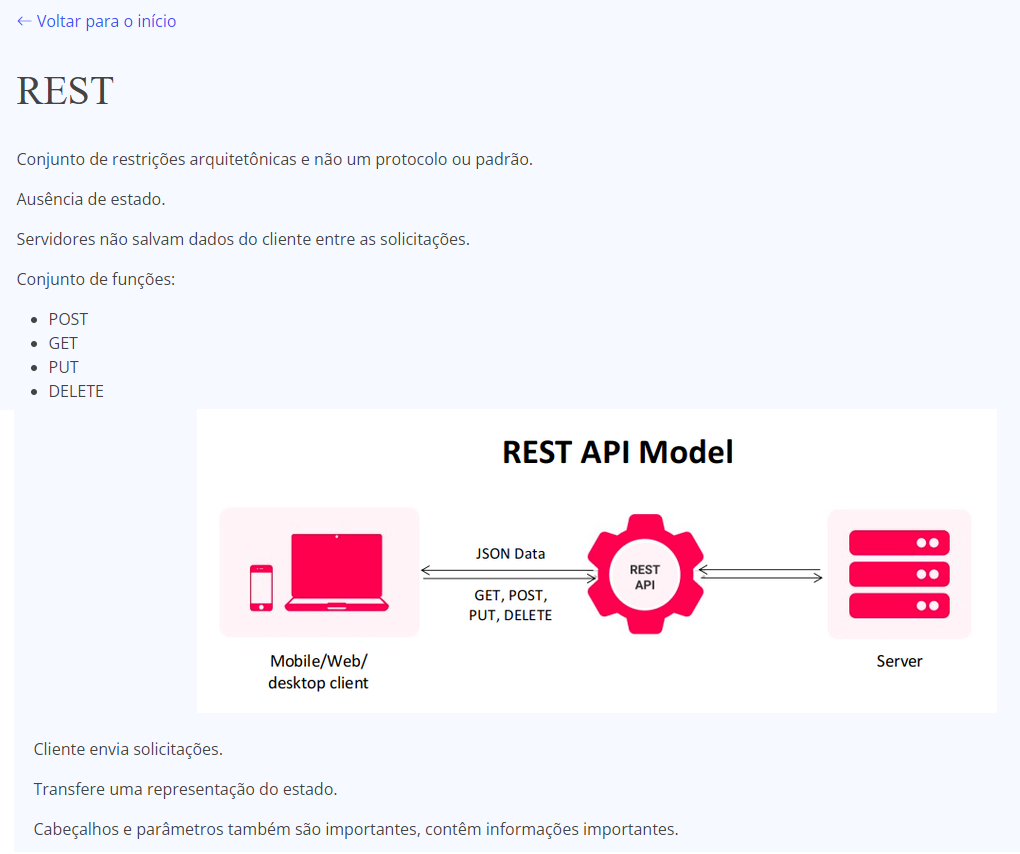 ← Voltar para o início
REST
Conjunto de restrições arquitetônicas e não um protocolo ou padrão.
Ausência de estado.
Servidores não salvam dados do cliente entre as solicitações.
Conjunto de funções:
• POST
• GET
• PUT
• DELETE
REST API Model
JSON Data
GET, POST,
PUT, DELETE
REST
API
Mobile/Web/
desktop client
Server
Cliente envia solicitações.
Transfere uma representação do estado.
Cabeçalhos e parâmetros também são importantes, contêm informações importantes.